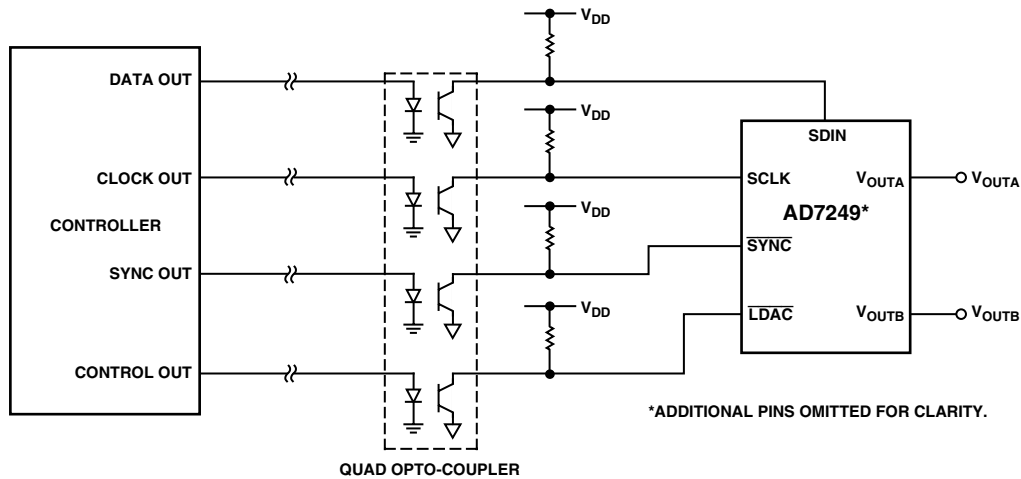 VDD
DATA OUT
VDD
SDIN
CLOCK OUT
SCLK
VOUTA
VOUTA
CONTROLLER
VDD
AD7249*
SYNC
SYNC OUT
VDD
LDAC
VOUTB
VOUTB
CONTROL OUT
*ADDITIONAL PINS OMITTED FOR CLARITY.
QUAD OPTO-COUPLER